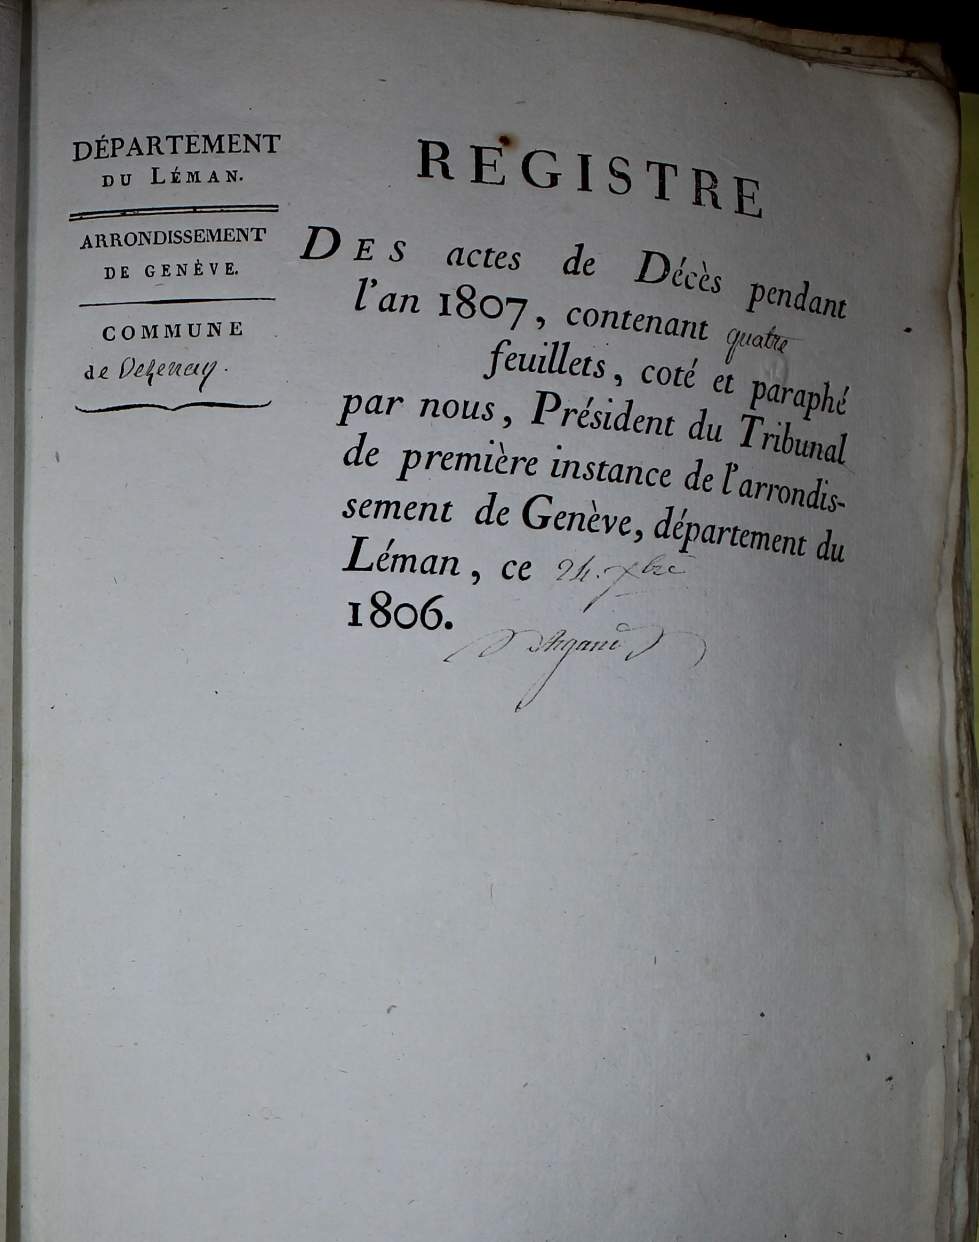 DÉPARTEMENT
DU LÉMAN.
ARRONDISSEMENT
DE GENÈVE.
COMMUNE
de
REGISTRE
DES actes de Décès pendant
l'an 1807, contenant quatre
feuillets, coté et paraphé
par nous, Président du Tribunal
de première instance de l'arrondis-
sement de Genève, département du
Léman, ce 24. Xbre
1806.